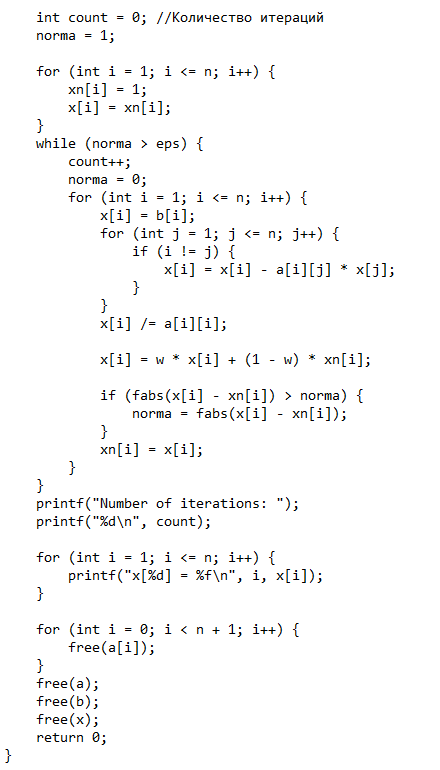 int count = 0; //Количество итераций
    norma = 1;

    for (int i = 1; i <= n; i++) {
        xn[i] = 1;
        x[i] = xn[i];
    }
    while (norma > eps) {
        count++;
        norma = 0;
        for (int i = 1; i <= n; i++) {
            x[i] = b[i];
            for (int j = 1; j <= n; j++) {
                if (i != j) {
                    x[i] = x[i] - a[i][j] * x[j];
                }
            }
            x[i] /= a[i][i];

            x[i] = w * x[i] + (1 - w) * xn[i];

            if (fabs(x[i] - xn[i]) > norma) {
                norma = fabs(x[i] - xn[i]);
            }
            xn[i] = x[i];
        }
    }
    printf("Number of iterations: ");
    printf("%d\n", count);

    for (int i = 1; i <= n; i++) {
        printf("x[%d] = %f\n", i, x[i]);
    }

    for (int i = 0; i < n + 1; i++) {
        free(a[i]);
    }
    free(a);
    free(b);
    free(x);
    return 0;
}